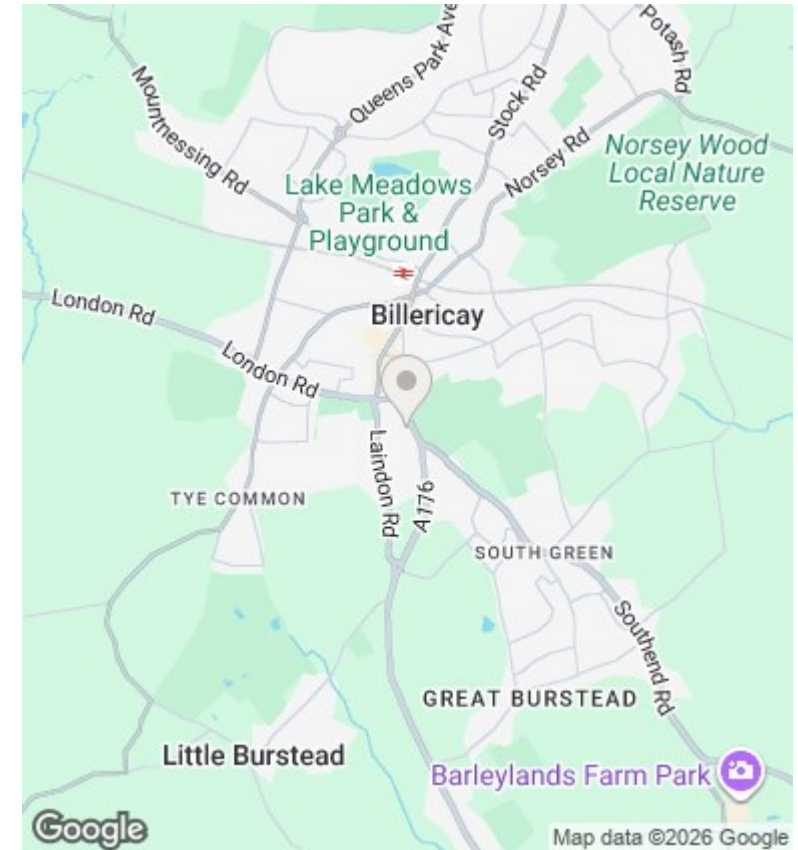 Queens Park Ave
Potash Rd
Mountnessing Rd
Stock Rd
Norsey Rd
Norsey Wood
Local Nature
Reserve
Lake Meadows
Park &
Playground
London Rd
Billericay
London Rd
Laindon Rd
A176
TYE COMMON
SOUTH GREEN
Southend Rd
GREAT BURSTEAD
Little Burstead
Barleylands Farm Park
Google
Map data ©2026 Google